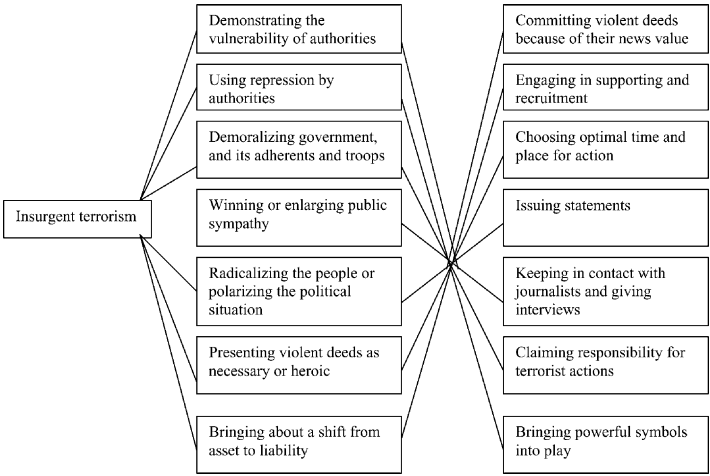 Insurgent terrorism
Demonstrating the
vulnerability of authorities
Using repression by
authorities
Demoralizing government,
and its adherents and troops
Winning or enlarging public
sympathy
Radicalizing the people or
polarizing the political
situation
Presenting violent deeds as
necessary or heroic
Bringing about a shift from
asset to liability
Committing violent deeds
because of their news value
Engaging in supporting and
recruitment
Choosing optimal time and
place for action
Issuing statements
Keeping in contact with
journalists and giving
interviews
Claiming responsibility for
terrorist actions
Bringing powerful symbols
into play